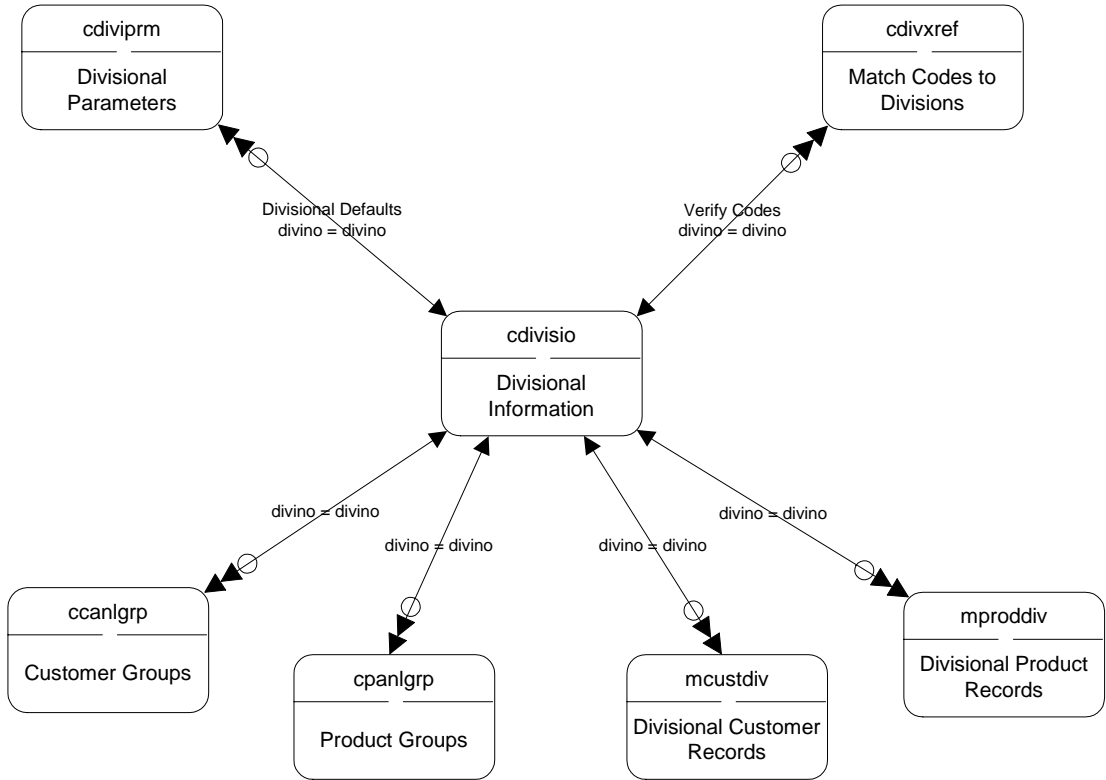 cdiviprm
Divisional
Parameters
cdivxref
Match Codes to
Divisions
Divisional Defaults
divino = divino
Verify Codes
divino = divino
cdivisio
Divisional
Information
divino = divino
divino = divino
divino = divino
divino = divino
ccanlgrp
Customer Groups
cpanlgrp
Product Groups
mcustdiv
Divisional Customer
Records
mproddiv
Divisional Product
Records